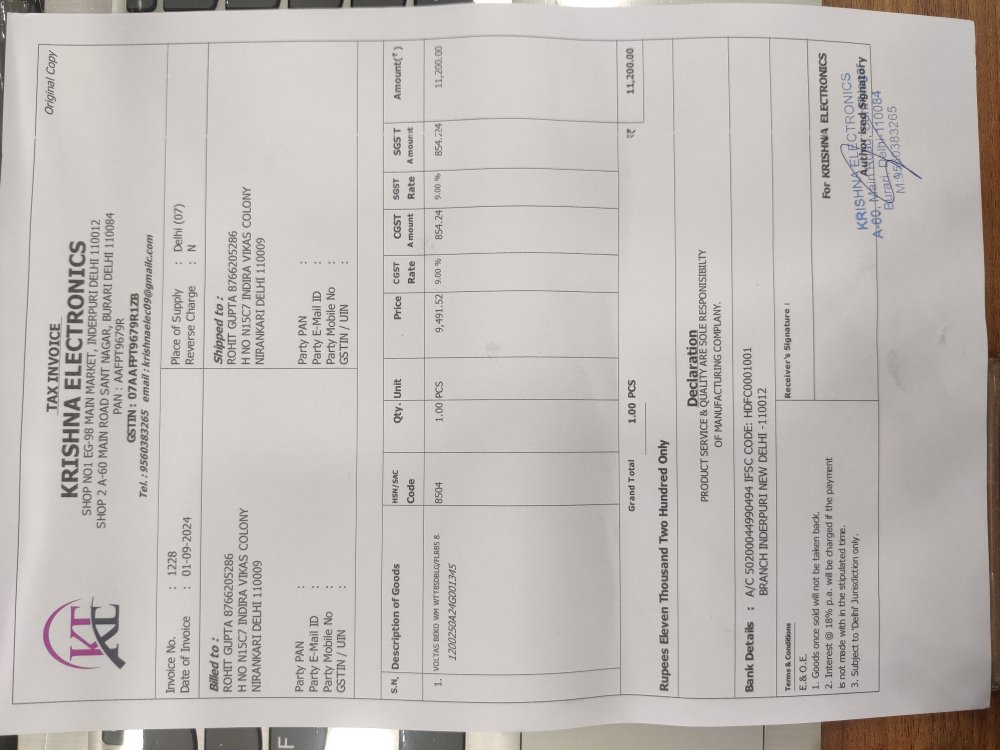 Original Copy
KTC
TAX INVOICE
KRISHNA ELECTRONICS
SHOP NO1 EG-98 MAIN MARKET, INDERPURI DELHI 110012
SHOP 2 A-60 MAIN ROAD SANT NAGAR, BURARI DELHI 110084
PAN : AAFPT9679R
GSTIN : 07AAFPT9679R1ZB
Tel. : 9560383265 email : krishnaelec09@gmailc.com
Invoice No. : 1228
Date of Invoice : 01-09-2024
Place of Supply : Delhi (07)
Reverse Charge : N
Billed to :
ROHIT GUPTA 8766205286
H NO N15C7 INDIRA VIKAS COLONY
NIRANKARI DELHI 110009
Party PAN :
Party E-Mail ID :
Party Mobile No :
GSTIN / UIN :
Shipped to :
ROHIT GUPTA 8766205286
H NO N15C7 INDIRA VIKAS COLONY
NIRANKARI DELHI 110009
Party PAN :
Party E-Mail ID :
Party Mobile No :
GSTIN / UIN :
S.N. Description of Goods HSN/SAC Code Qty. Unit Price CGST Rate CGST Amount SGST Rate SGST Amount Amount(₹)
1. VOLTAS BEKO WM WTT85DBLG/FLRB5 8. 8504 1.00 PCS 9,491.52 9.00 % 854.24 9.00 % 854.24 11,200.00
1200250A24G001345
Grand Total 1.00 PCS ₹ 11,200.00
Rupees Eleven Thousand Two Hundred Only
Declaration
PRODUCT SERVICE & QUALITY ARE SOLE RESPONISIBILTY
OF MANUFACTURING COMPLANY.
Bank Details : A/C 50200044990494 IFSC CODE: HDFC0001001
BRANCH INDERPURI NEW DELHI -110012
Terms & Conditions
E.& O.E.
1. Goods once sold will not be taken back.
2. Interest @ 18% p.a. will be charged if the payment
is not made with in the stipulated time.
3. Subject to 'Delhi' Jurisdiction only.
Receiver's Signature :
For KRISHNA ELECTRONICS
Authorised Signatory
KRISHNA ELECTRONICS
A-60, Main Road,
Burari, Delhi-110084
M:9560383265
F